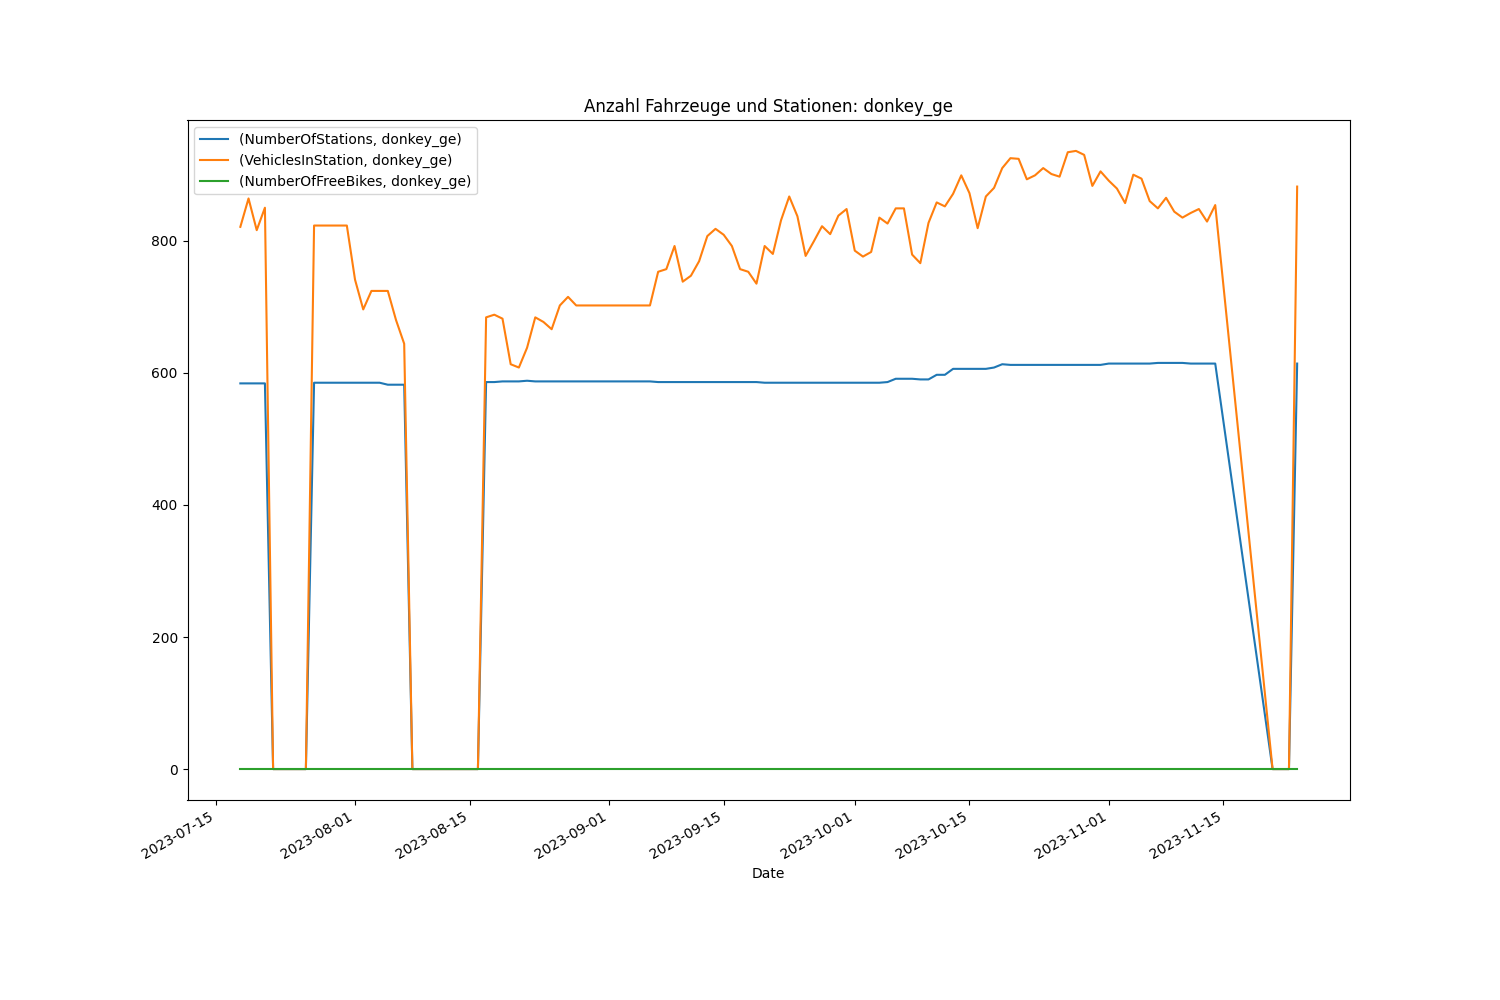 Anzahl Fahrzeuge und Stationen: donkey_ge
(NumberOfStations, donkey_ge)
(VehiclesInStation, donkey_ge)
(NumberOfFreeBikes, donkey_ge)
800
600
400
200
0
2023-07-15
2023-08-01
2023-08-15
2023-09-01
2023-09-15
2023-10-01
2023-10-15
2023-11-01
2023-11-15
Date